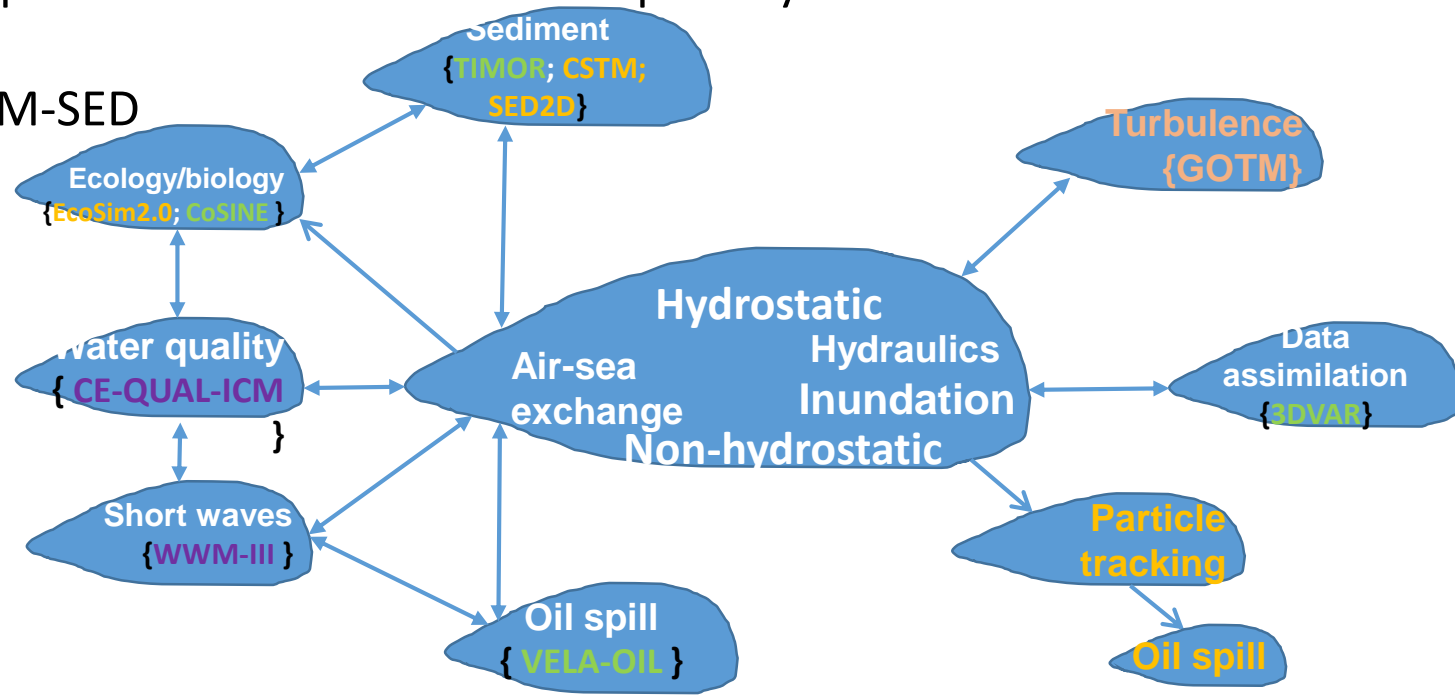 M-SED
Sediment
{TIMOR; CSTM;
SED2D}
Turbulence
{GOTM}
Ecology/biology
{EcoSim2.0; CoSINE }
Hydrostatic
Hydraulics
Air-sea
exchange
Inundation
Non-hydrostatic
Water quality
{ CE-QUAL-ICM
}
Data
assimilation
{3DVAR}
Short waves
{WWM-III }
Particle
tracking
Oil spill
{ VELA-OIL }
Oil spill